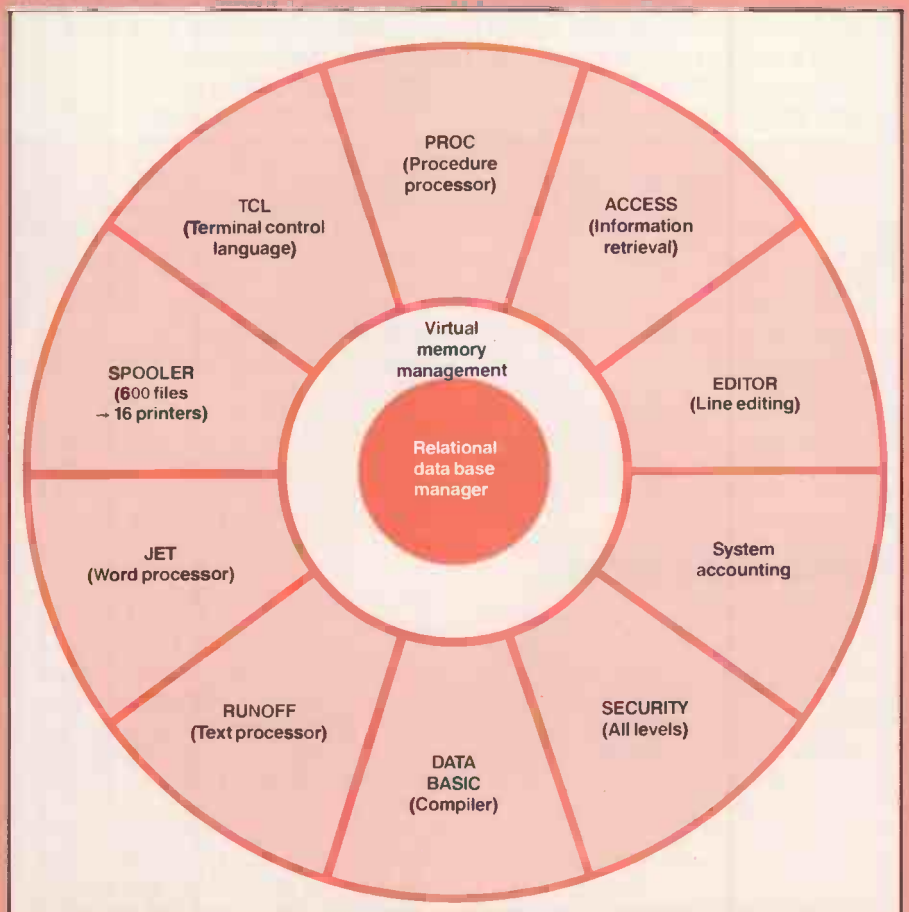 PROC
(Procedure
processor)
ACCESS
(Information
retrieval)
EDITOR
(Line editing)
System
accounting
SECURITY
(All levels)
DATA
BASIC
(Compiler)
RUNOFF
(Text processor)
JET
(Word processor)
SPOOLER
(600 files
→ 16 printers)
TCL
(Terminal control
language)
Virtual
memory
management
Relational
data base
manager